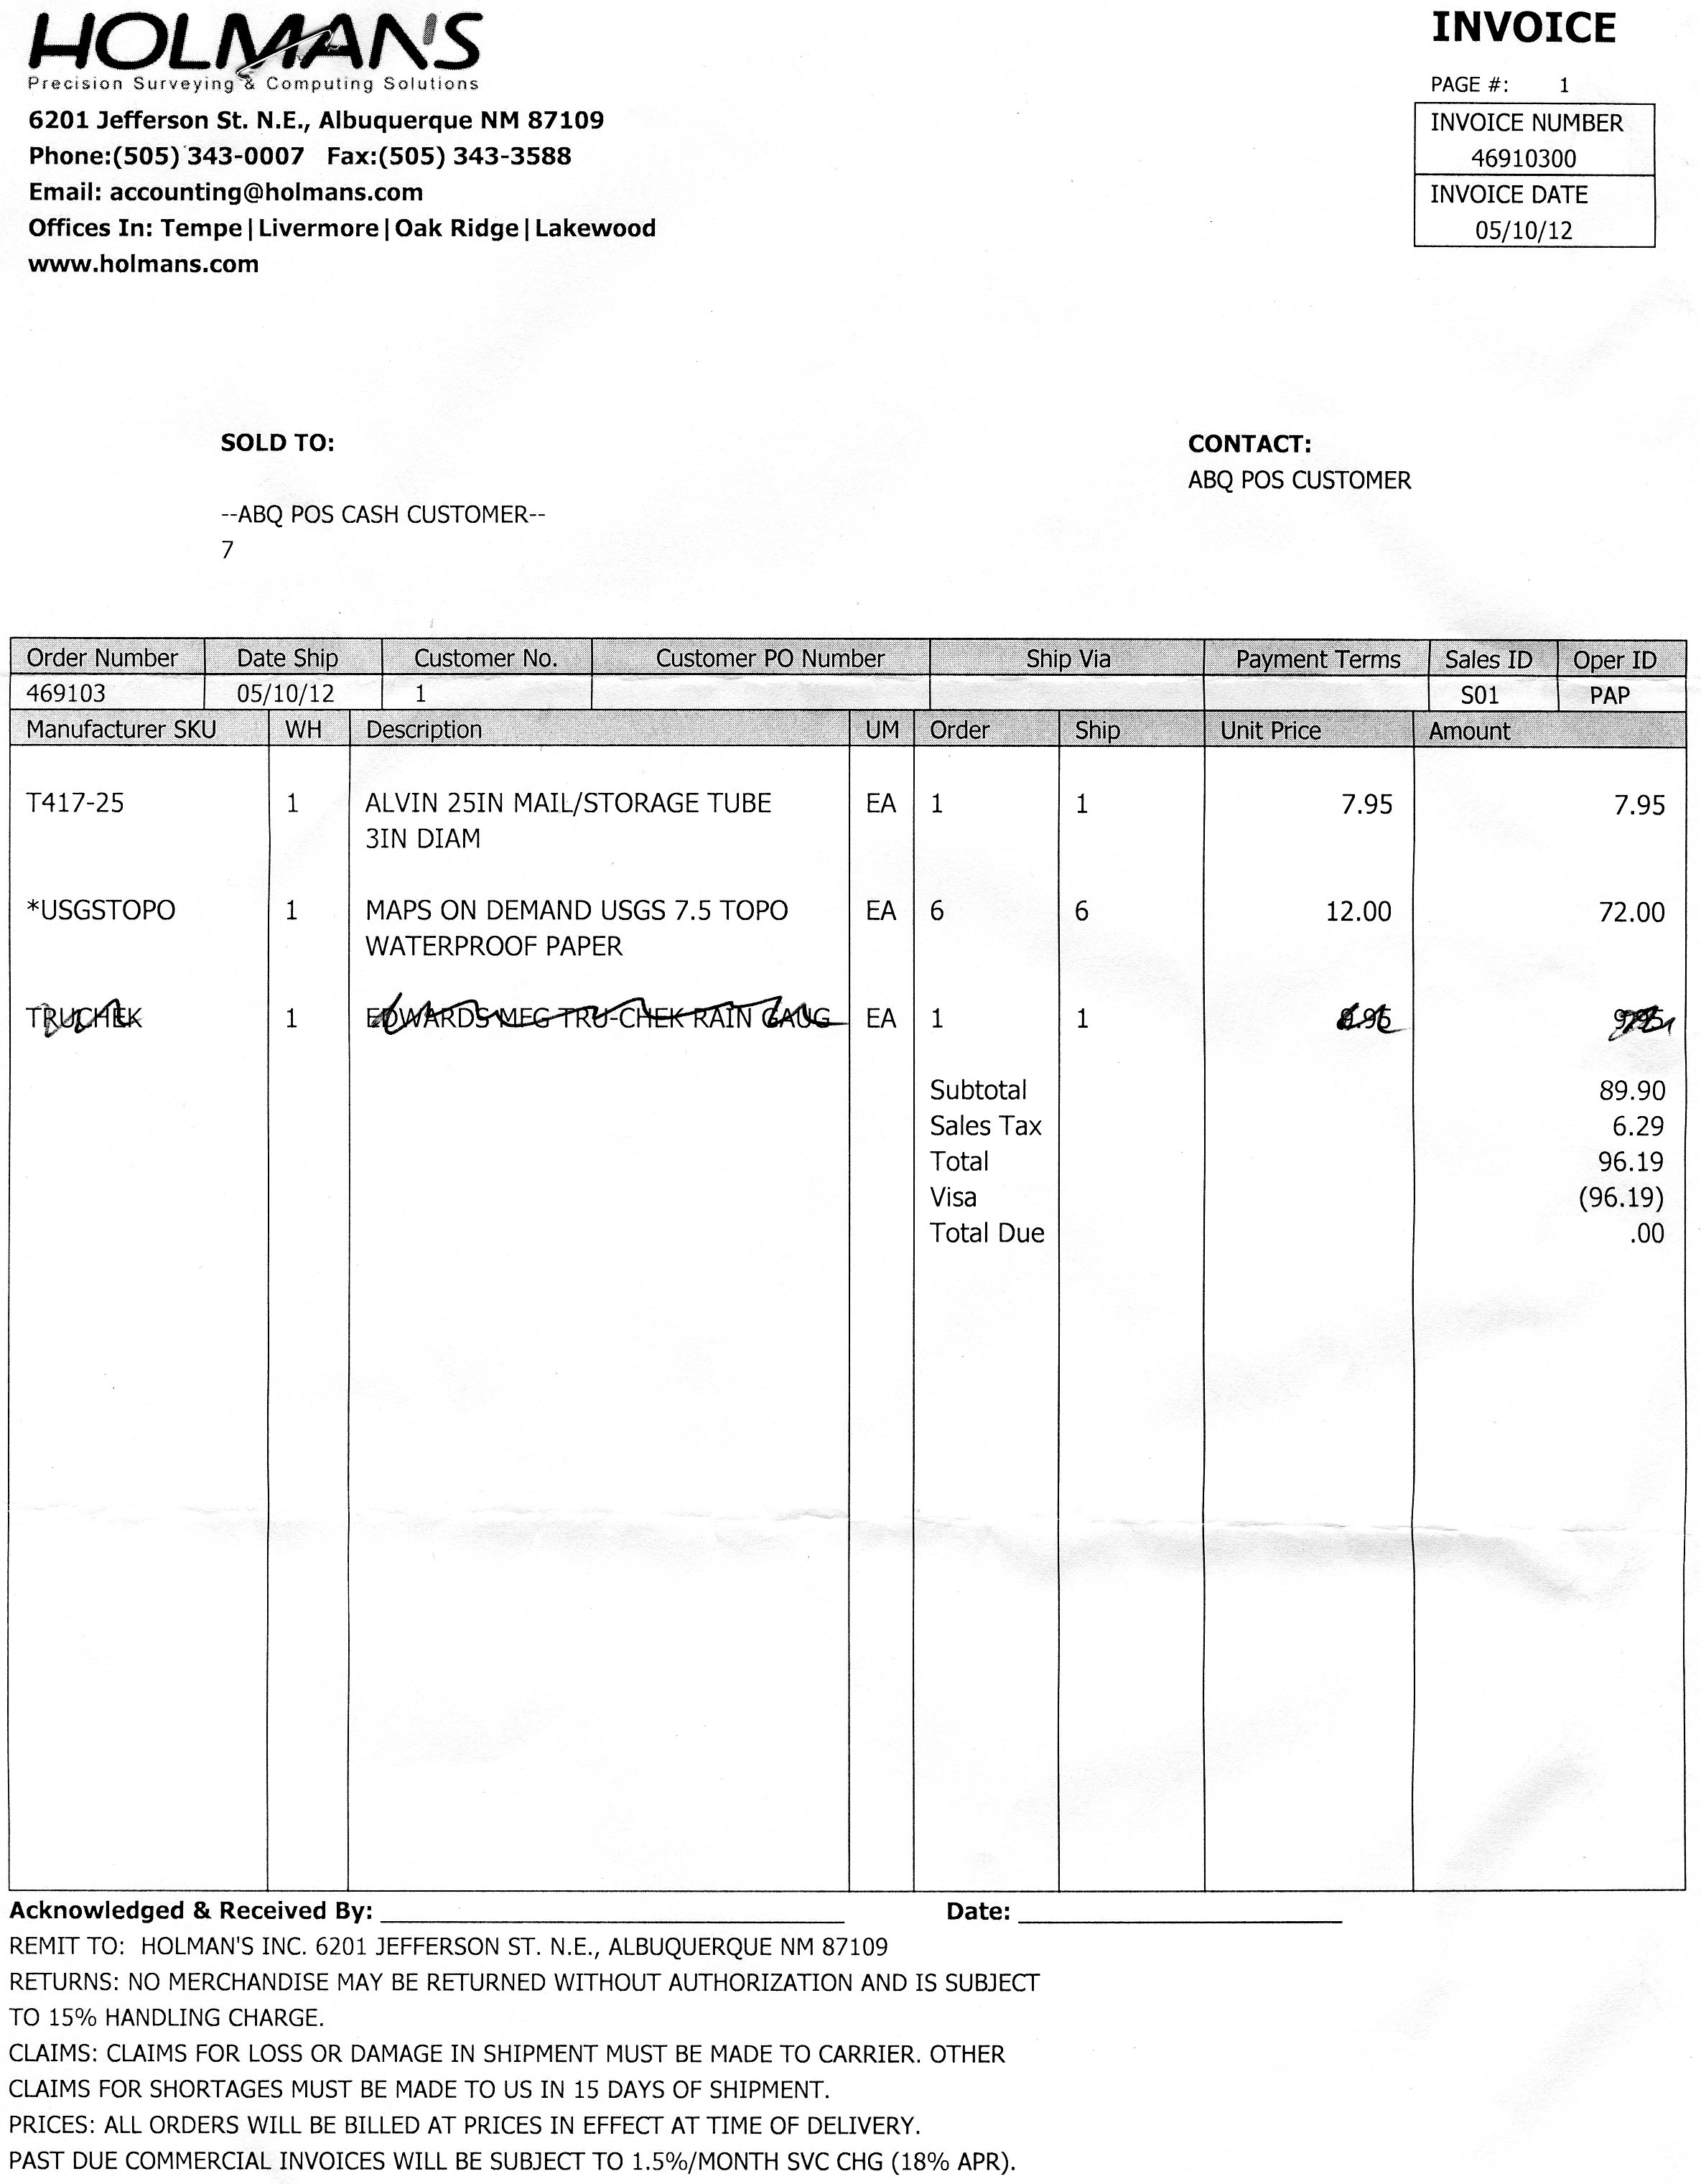 HOLMAN'S
Precision Surveying & Computing Solutions
6201 Jefferson St. N.E., Albuquerque NM 87109
Phone:(505) 343-0007 Fax:(505) 343-3588
Email: accounting@holmans.com
Offices In: Tempe|Livermore|Oak Ridge|Lakewood
www.holmans.com
INVOICE
PAGE #: 1
INVOICE NUMBER
46910300
INVOICE DATE
05/10/12
SOLD TO:
--ABQ POS CASH CUSTOMER--
7
CONTACT:
ABQ POS CUSTOMER
Order Number Date Ship Customer No. Customer PO Number Ship Via Payment Terms Sales ID Oper ID
469103 05/10/12 1 S01 PAP
Manufacturer SKU WH Description UM Order Ship Unit Price Amount
T417-25 1 ALVIN 25IN MAIL/STORAGE TUBE EA 1 1 7.95 7.95
3IN DIAM
*USGSTOPO 1 MAPS ON DEMAND USGS 7.5 TOPO EA 6 6 12.00 72.00
WATERPROOF PAPER
TRUCHEK 1 EDWARDS MFG TRU-CHEK RAIN GAUG EA 1 1 9.95 9.95
Subtotal 89.90
Sales Tax 6.29
Total 96.19
Visa (96.19)
Total Due .00
Acknowledged & Received By: Date:
REMIT TO: HOLMAN'S INC. 6201 JEFFERSON ST. N.E., ALBUQUERQUE NM 87109
RETURNS: NO MERCHANDISE MAY BE RETURNED WITHOUT AUTHORIZATION AND IS SUBJECT
TO 15% HANDLING CHARGE.
CLAIMS: CLAIMS FOR LOSS OR DAMAGE IN SHIPMENT MUST BE MADE TO CARRIER. OTHER
CLAIMS FOR SHORTAGES MUST BE MADE TO US IN 15 DAYS OF SHIPMENT.
PRICES: ALL ORDERS WILL BE BILLED AT PRICES IN EFFECT AT TIME OF DELIVERY.
PAST DUE COMMERCIAL INVOICES WILL BE SUBJECT TO 1.5%/MONTH SVC CHG (18% APR).